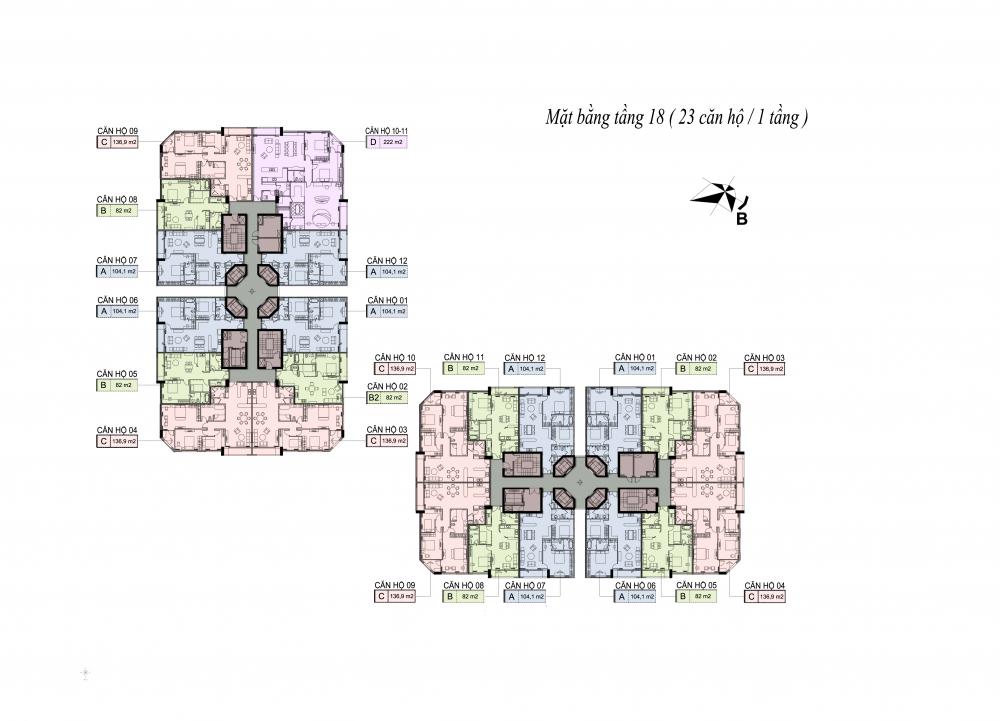 Mặt bằng tầng 18 ( 23 căn hộ / 1 tầng )
B
CĂN HỘ 09
C 136,9 m2
CĂN HỘ 10-11
D 222 m2
CĂN HỘ 08
B 82 m2
CĂN HỘ 07
A 104,1 m2
CĂN HỘ 12
A 104,1 m2
CĂN HỘ 06
A 104,1 m2
CĂN HỘ 01
A 104,1 m2
CĂN HỘ 05
B 82 m2
CĂN HỘ 02
B2 82 m2
CĂN HỘ 04
C 136,9 m2
CĂN HỘ 03
C 136,9 m2
CĂN HỘ 10
C 136,9 m2
CĂN HỘ 11
B 82 m2
CĂN HỘ 12
A 104,1 m2
CĂN HỘ 01
A 104,1 m2
CĂN HỘ 02
B 82 m2
CĂN HỘ 03
C 136,9 m2
CĂN HỘ 09
C 136,9 m2
CĂN HỘ 08
B 82 m2
CĂN HỘ 07
A 104,1 m2
CĂN HỘ 06
A 104,1 m2
CĂN HỘ 05
B 82 m2
CĂN HỘ 04
C 136,9 m2